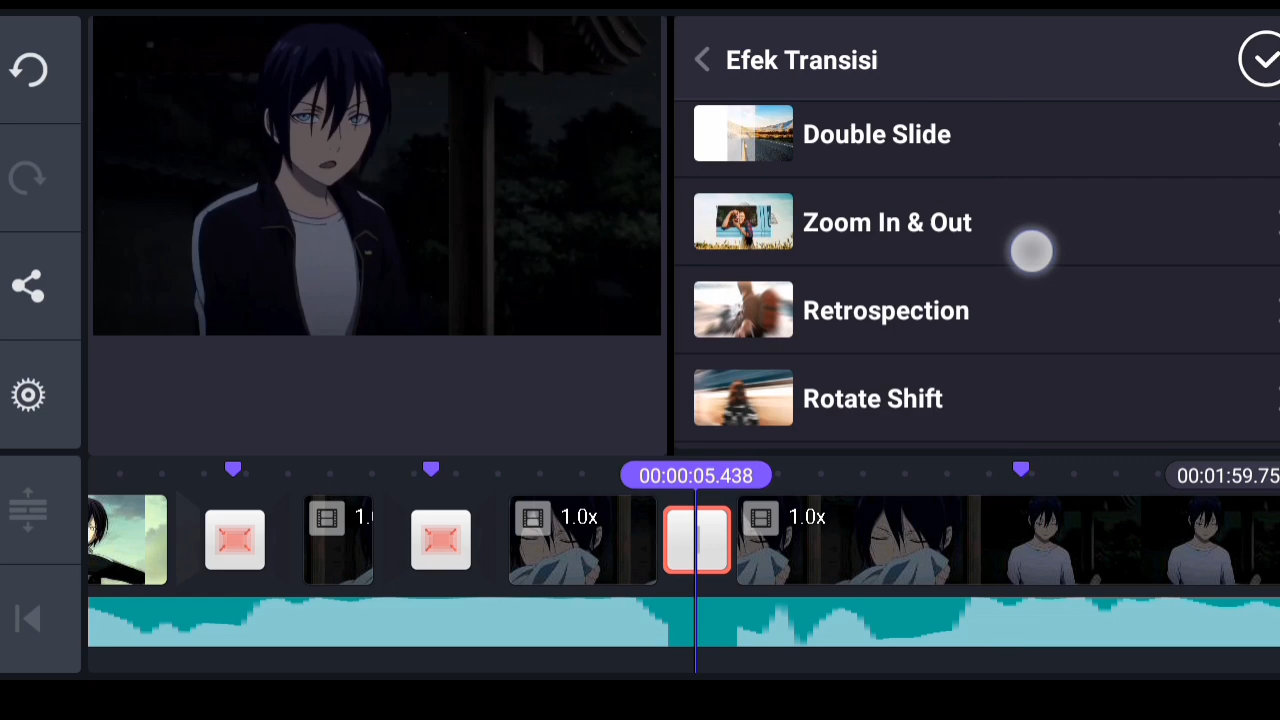 Efek Transisi
Double Slide
Zoom In & Out
Retrospection
Rotate Shift
00:00:05.438
00:01:59.75
1.0x
1.0x